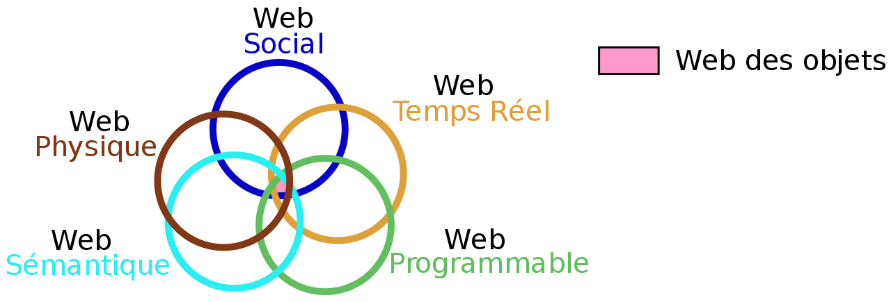 Web
Social
Web des objets
Web
Temps Réel
Web
Physique
Web
Sémantique
Web
Programmable